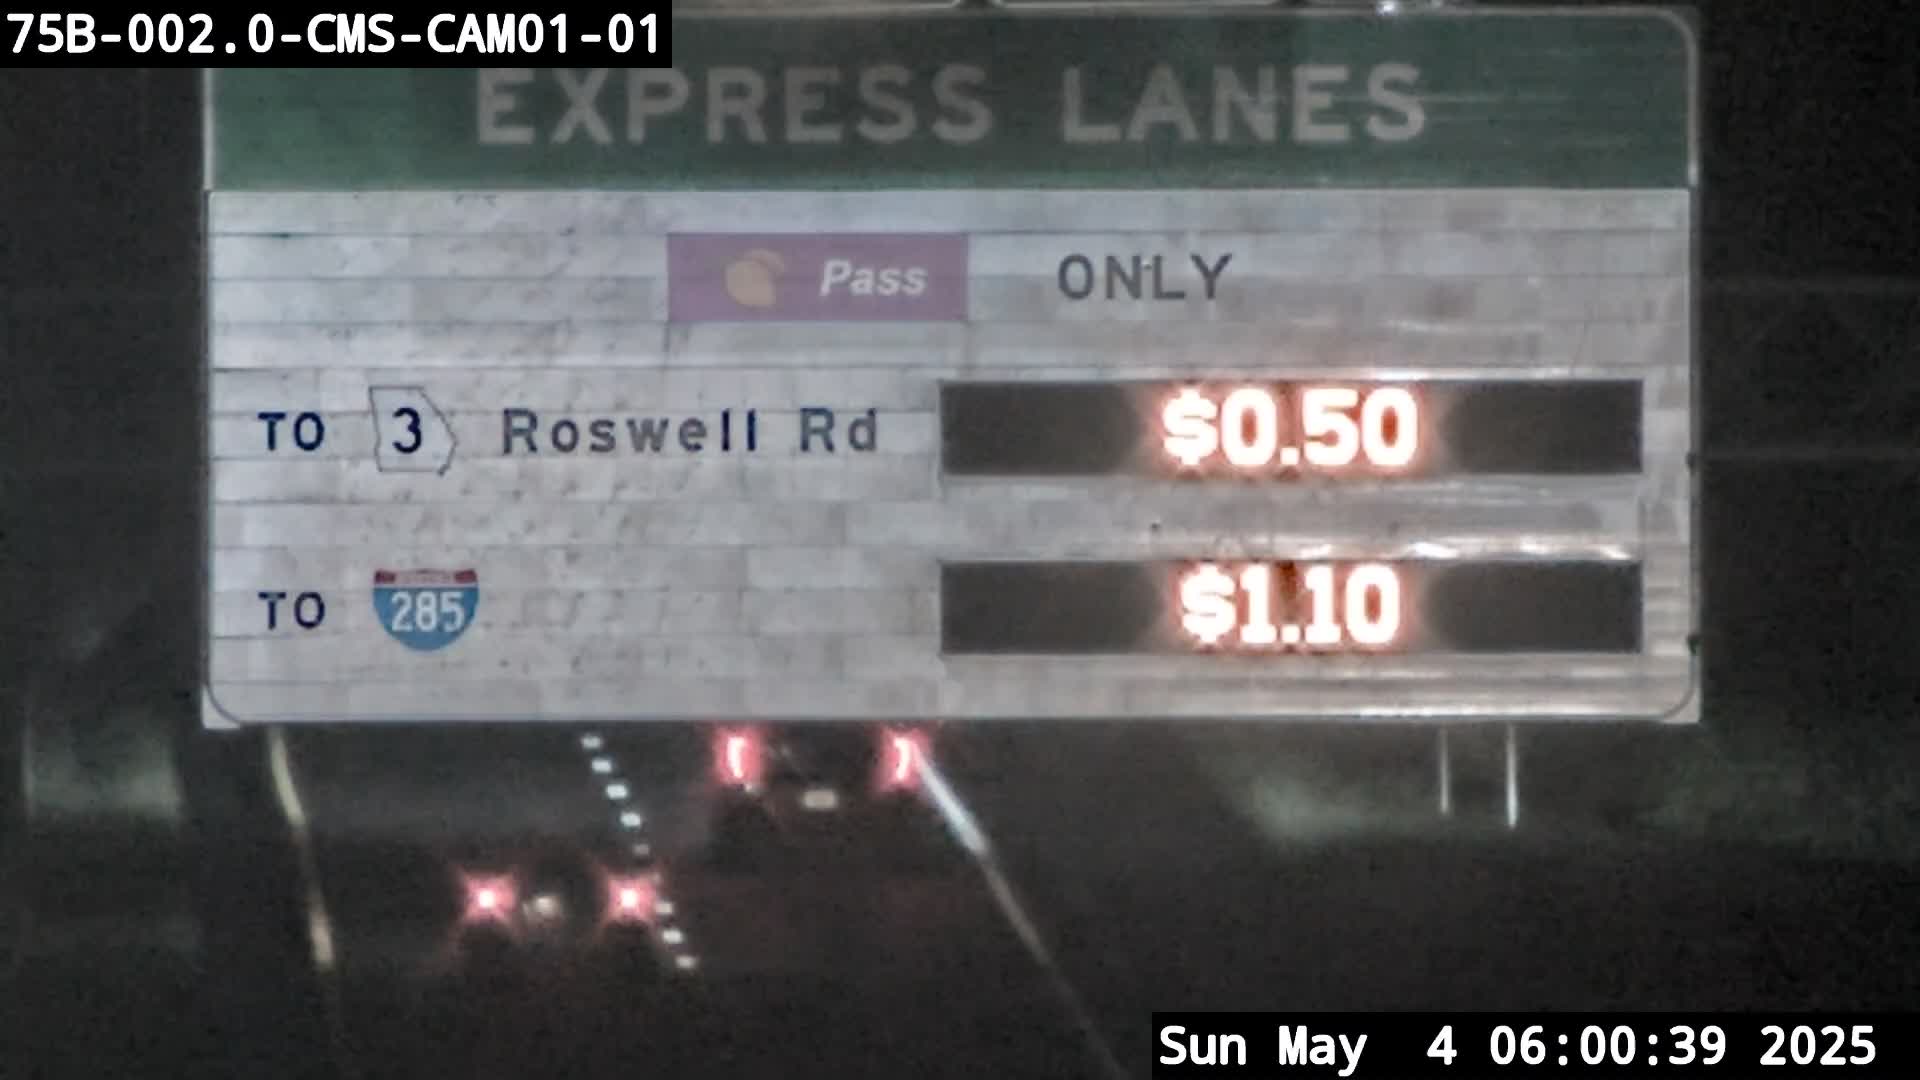 75B-002.0-CMS-CAM01-01
EXPRESS LANES
Pass ONLY
TO 3 Roswell Rd $0.50
TO 285 $1.10
Sun May 4 06:00:39 2025